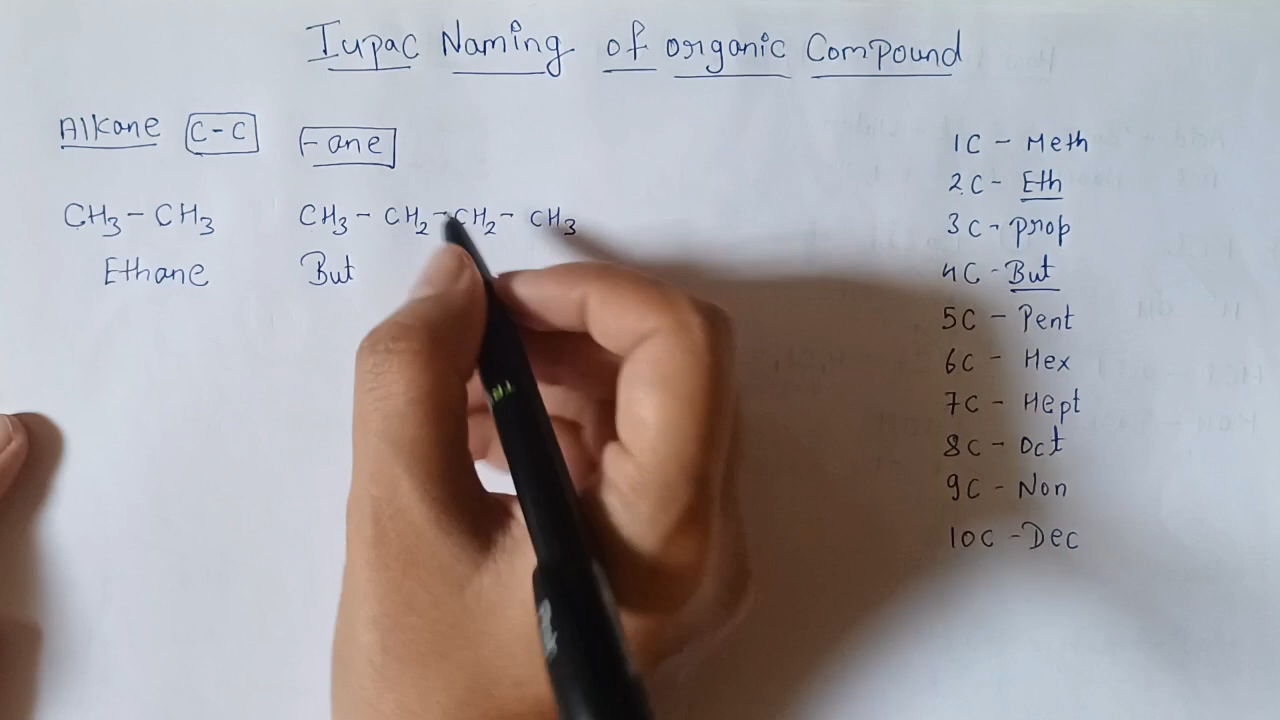 Iupac Naming of organic Compound
Alkane C-C -ane
CH3-CH3 CH3-CH2-CH2-CH3
Ethane But
1C - Meth
2C- Eth
3C- prop
4C- But
5C - Pent
6C - Hex
7C - Hept
8C - Oct
9C - Non
10C - Dec